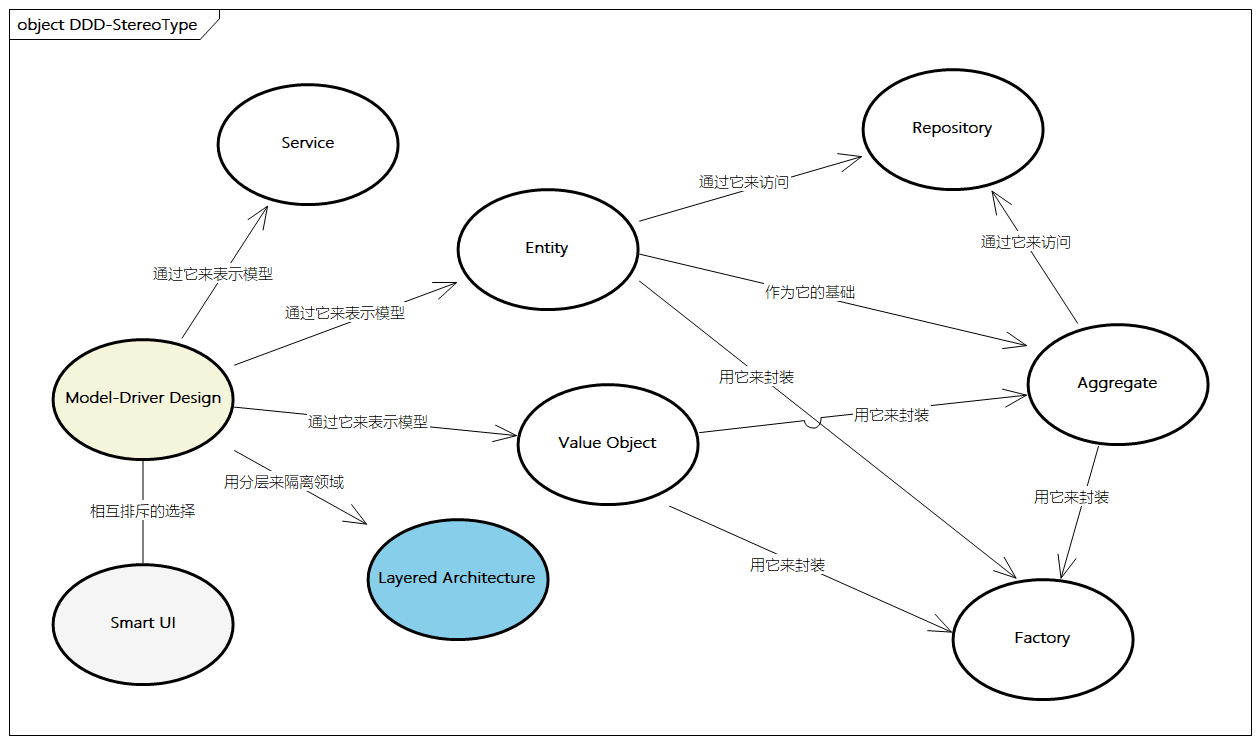 object DDD-StereoType
Repository
Service
通过它来访问
Entity
通过它来访问
通过它来表示模型
作为它的基础
通过它来表示模型
用它来封装
Aggregate
Model-Driver Design
用它来封装
通过它来表示模型
Value Object
用分层来隔离领域
用它来封装
相互排斥的选择
用它来封装
Layered Architecture
Smart UI
Factory